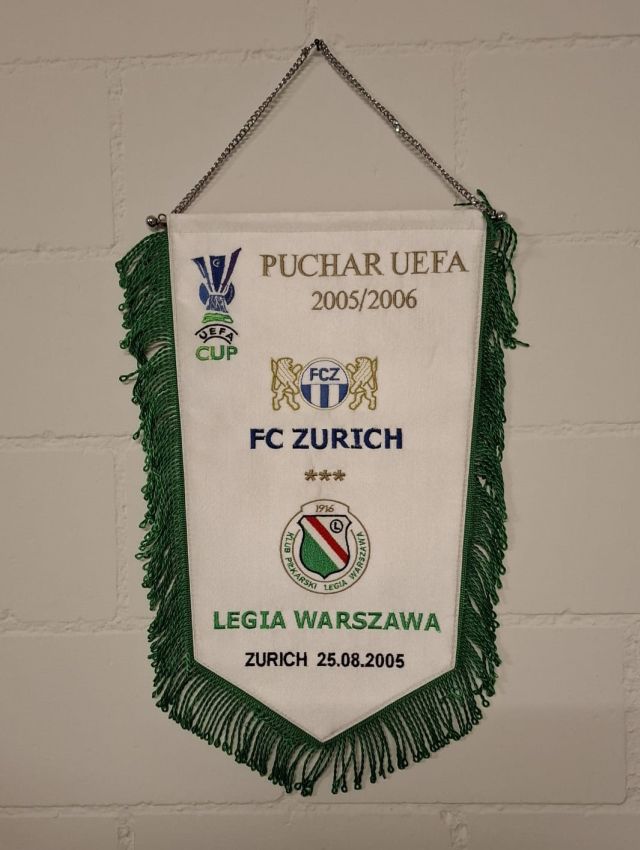 PUCHAR UEFA
2005/2006
UEFA
CUP
FCZ
FC ZURICH
***
1916
L
KLUB PIŁKARSKI LEGIA WARSZAWA
LEGIA WARSZAWA
ZURICH 25.08.2005